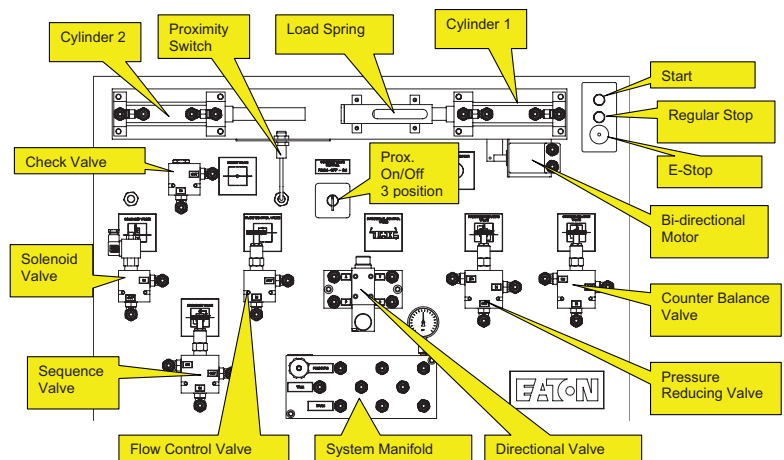 Cylinder 2
Proximity
Switch
Load Spring
Cylinder 1
Start
Regular Stop
E-Stop
Check Valve
Prox.
On/Off
3 position
Bi-directional
Motor
Solenoid
Valve
Counter Balance
Valve
Sequence
Valve
Pressure
Reducing Valve
EATON
Flow Control Valve
System Manifold
Directional Valve